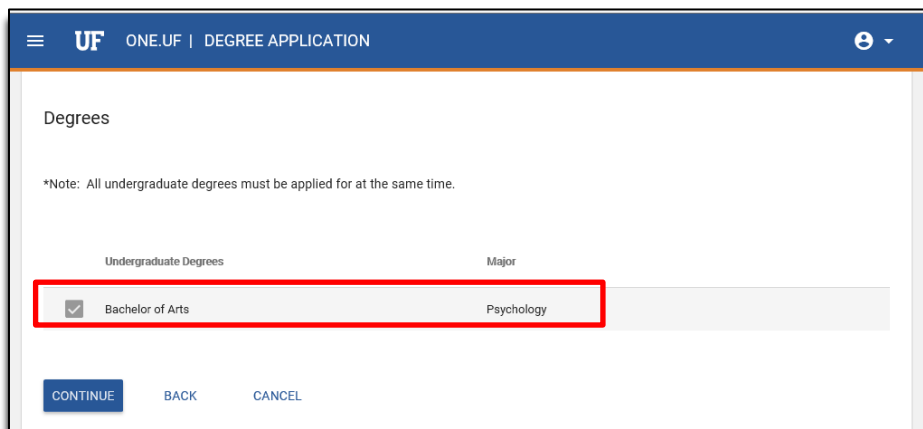 UF ONE.UF | DEGREE APPLICATION
Degrees
*Note: All undergraduate degrees must be applied for at the same time.
Undergraduate Degrees Major
Bachelor of Arts Psychology
CONTINUE BACK CANCEL